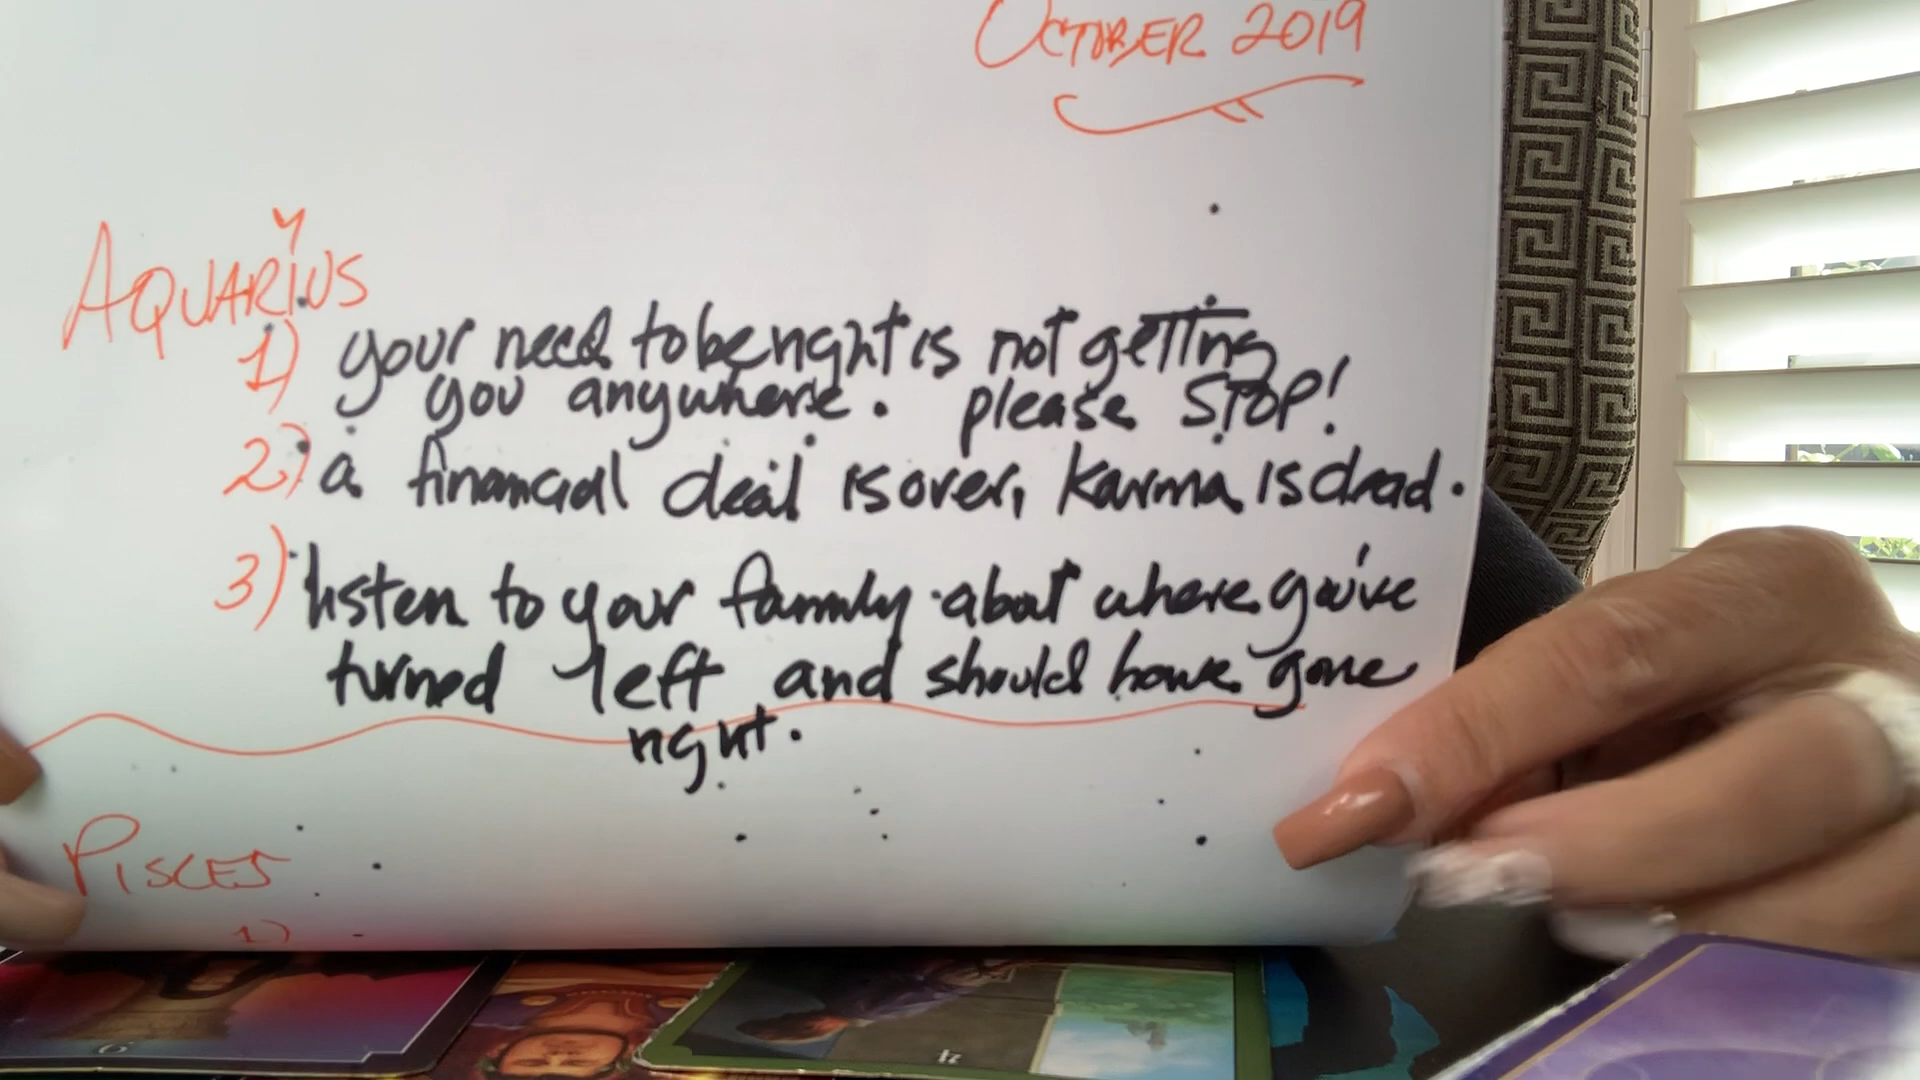 OCTOBER 2019
AQUARIUS
1) your need to be right is not getting
you anywhere. please STOP!
2) a financial deal is over, karma is dead.
3) listen to your family about where you've
turned left and should have gone
right.
PISCES
1)